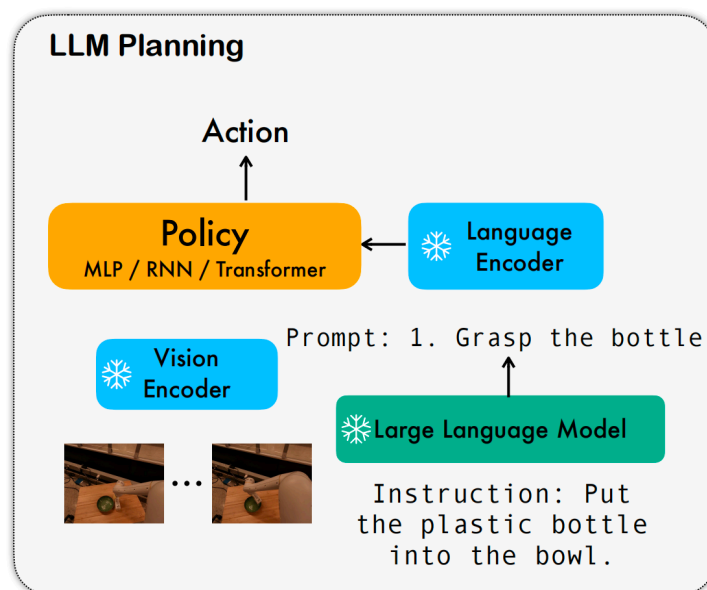 LLM Planning
Action
Policy
MLP / RNN / Transformer
Language
Encoder
Prompt: 1. Grasp the bottle
Vision
Encoder
Large Language Model
Instruction: Put
the plastic bottle
into the bowl.